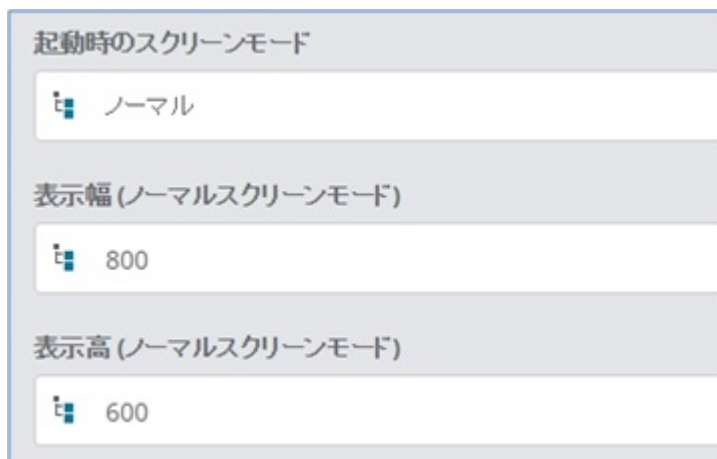 起動時のスクリーンモード
ノーマル
表示幅 (ノーマルスクリーンモード)
800
表示高 (ノーマルスクリーンモード)
600